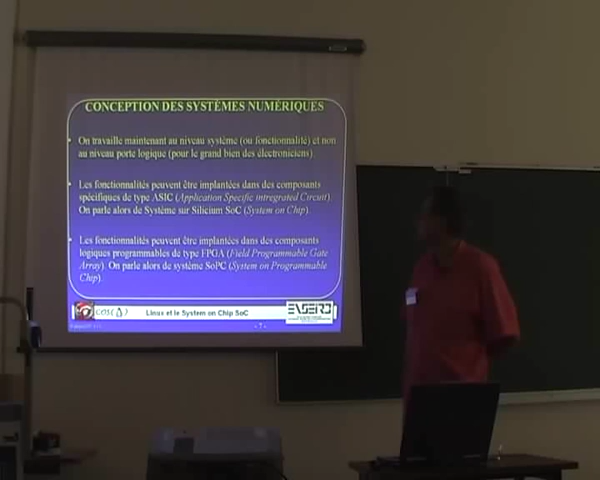 CONCEPTION DES SYSTÈMES NUMÉRIQUES
• On travaille maintenant au niveau système (ou fonctionnalité) et non
au niveau porte logique (pour le grand bien des électroniciens).
• Les fonctionnalités peuvent être implantées dans des composants
spécifiques de type ASIC (Application Specific Intregrated Circuit).
On parle alors de Système sur Silicium SoC (System on Chip).
• Les fonctionnalités peuvent être implantées dans des composants
logiques programmables de type FPGA (Field Programmable Gate
Array). On parle alors de système SoPC (System on Programmable
Chip).
Linux et le System on Chip SoC
ENSEIRB